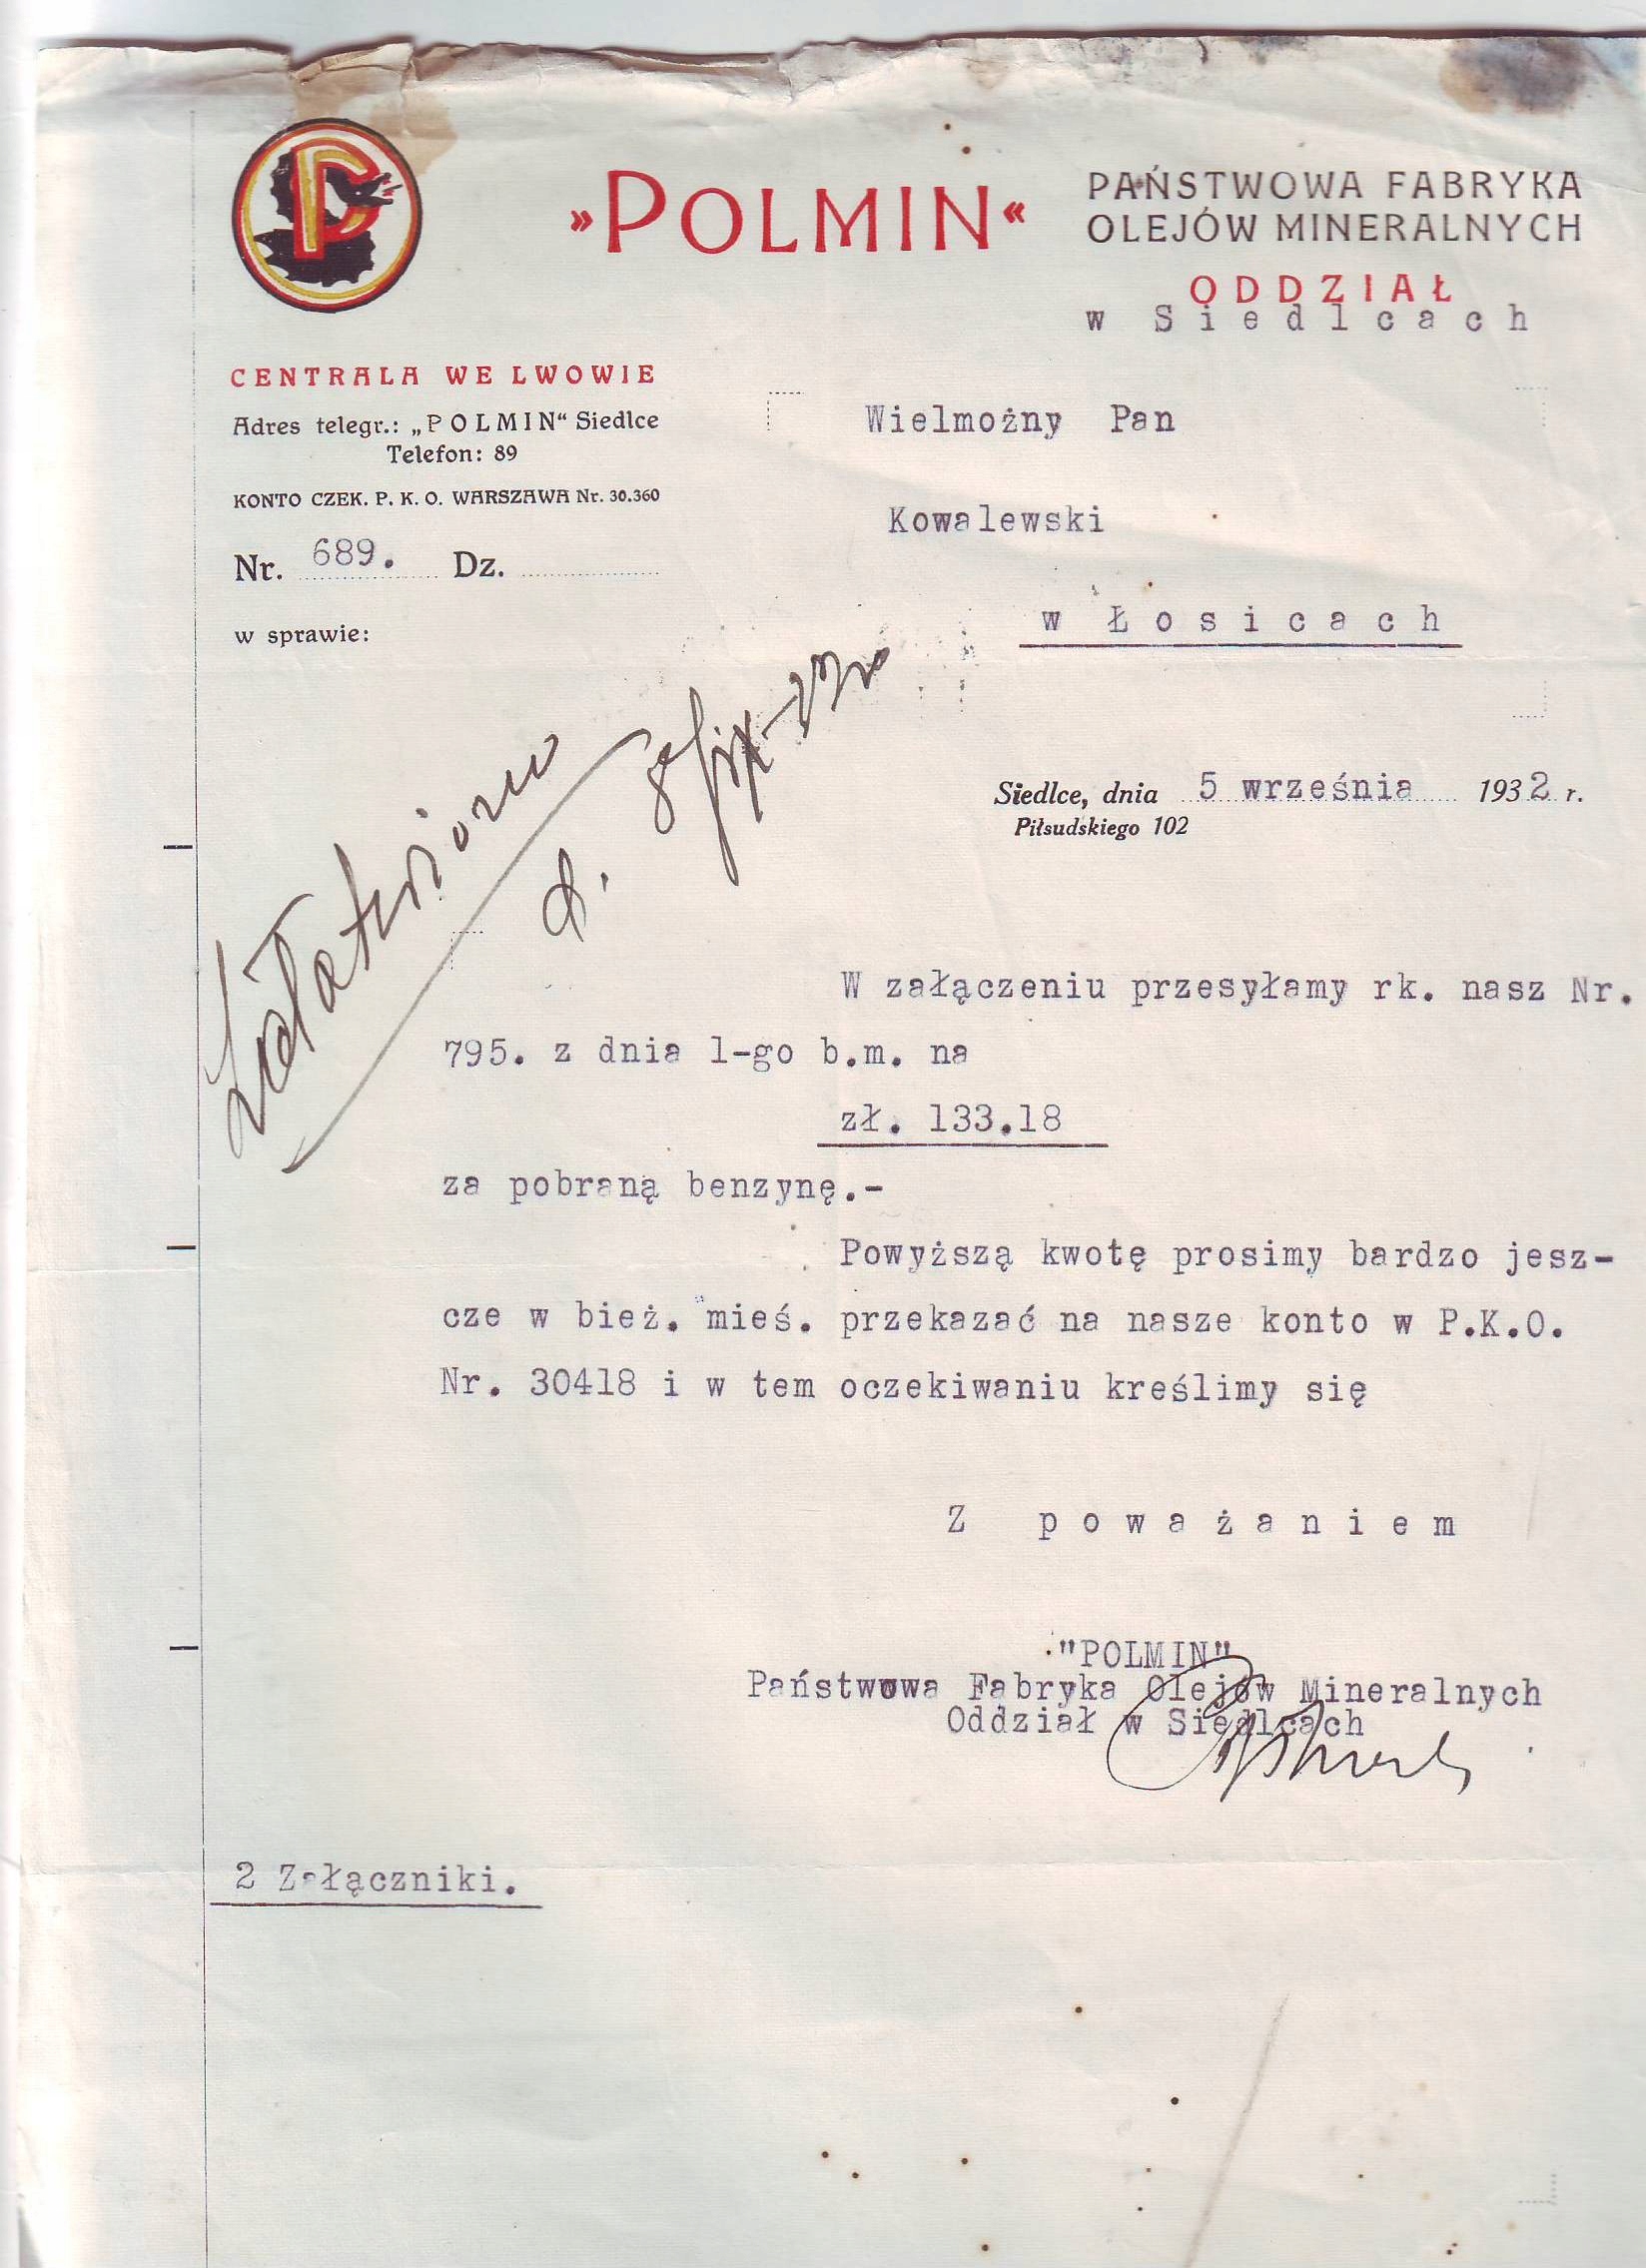 »POLMIN«
PAŃSTWOWA FABRYKA
OLEJÓW MINERALNYCH
ODDZIAŁ
w Siedlcach
CENTRALA WE LWOWIE
Adres telegr.: „POLMIN“ Siedlce
Telefon: 89
KONTO CZEK. P. K. O. WARSZAWA Nr. 30.360
Nr. 689. Dz.
w sprawie:
Wielmożny Pan
Kowalewski
w Łosicach
Załatwiono
d.
Siedlce, dnia 5 września 1932 r.
Piłsudskiego 102
W załączeniu przesyłamy rk. nasz Nr.
795. z dnia 1-go b.m. na
zł. 133.18
za pobraną benzynę.-
Powyższą kwotę prosimy bardzo jesz-
cze w bież. mieś. przekazać na nasze konto w P.K.O.
Nr. 30418 i w tem oczekiwaniu kreślimy się
Z poważaniem
"POLMIN"
Państwowa Fabryka Olejów Mineralnych
Oddział w Siedlcach
2 Załączniki.